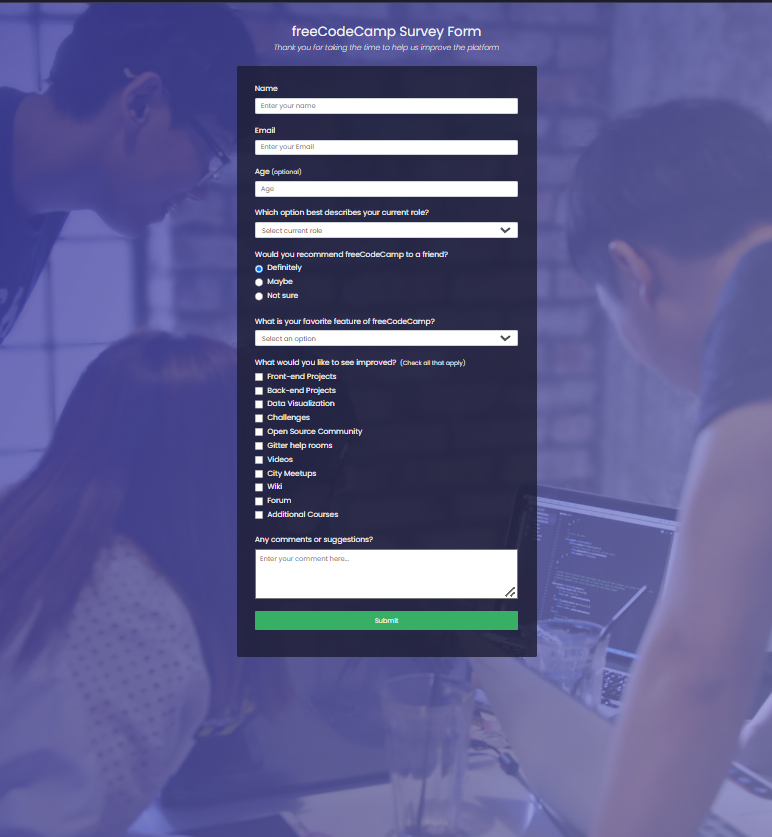 freeCodeCamp Survey Form
Thank you for taking the time to help us improve the platform
Name
Enter your name
Email
Enter your Email
Age (optional)
Age
Which option best describes your current role?
Select current role
Would you recommend freeCodeCamp to a friend?
Definitely
Maybe
Not sure
What is your favorite feature of freeCodeCamp?
Select an option
What would you like to see improved? (Check all that apply)
Front-end Projects
Back-end Projects
Data Visualization
Challenges
Open Source Community
Gitter help rooms
Videos
City Meetups
Wiki
Forum
Additional Courses
Any comments or suggestions?
Enter your comment here...
Submit